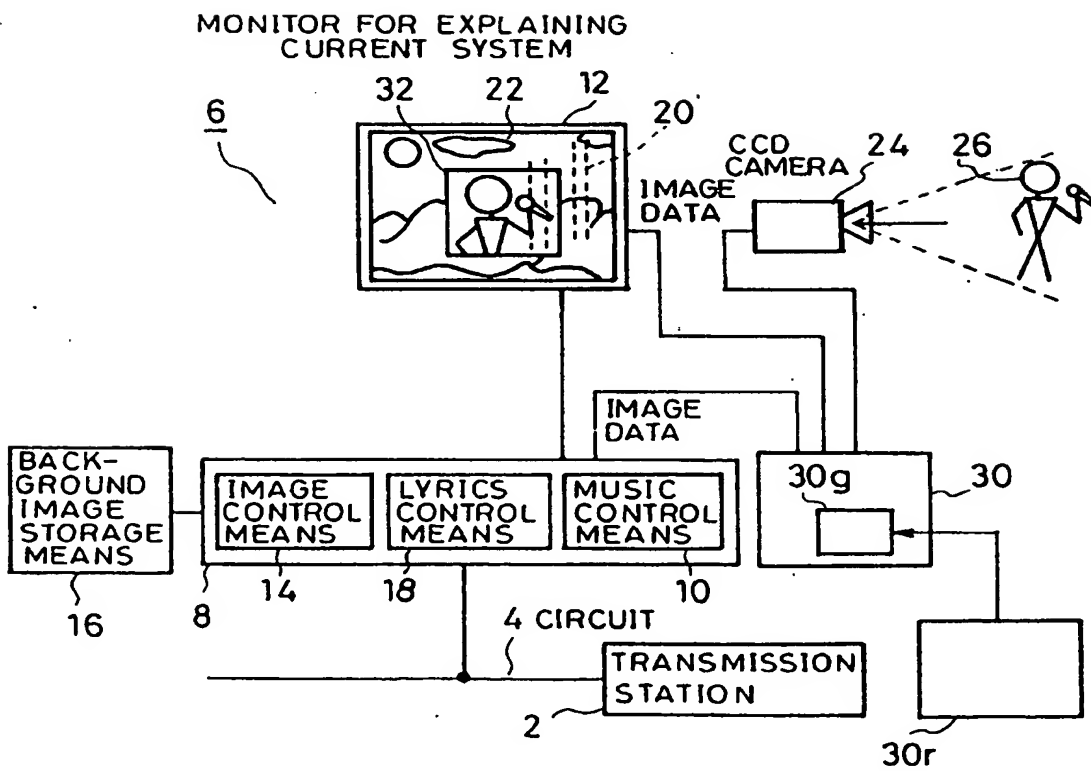 MONITOR FOR EXPLAINING
CURRENT SYSTEM
6
32
22
12
20
CCD
CAMERA
24
26
IMAGE
DATA
IMAGE
DATA
BACK-
GROUND
IMAGE
STORAGE
MEANS
IMAGE
CONTROL
MEANS
LYRICS
CONTROL
MEANS
MUSIC
CONTROL
MEANS
30g
30
16
8
14
18
10
4 CIRCUIT
TRANSMISSION
STATION
2
30r